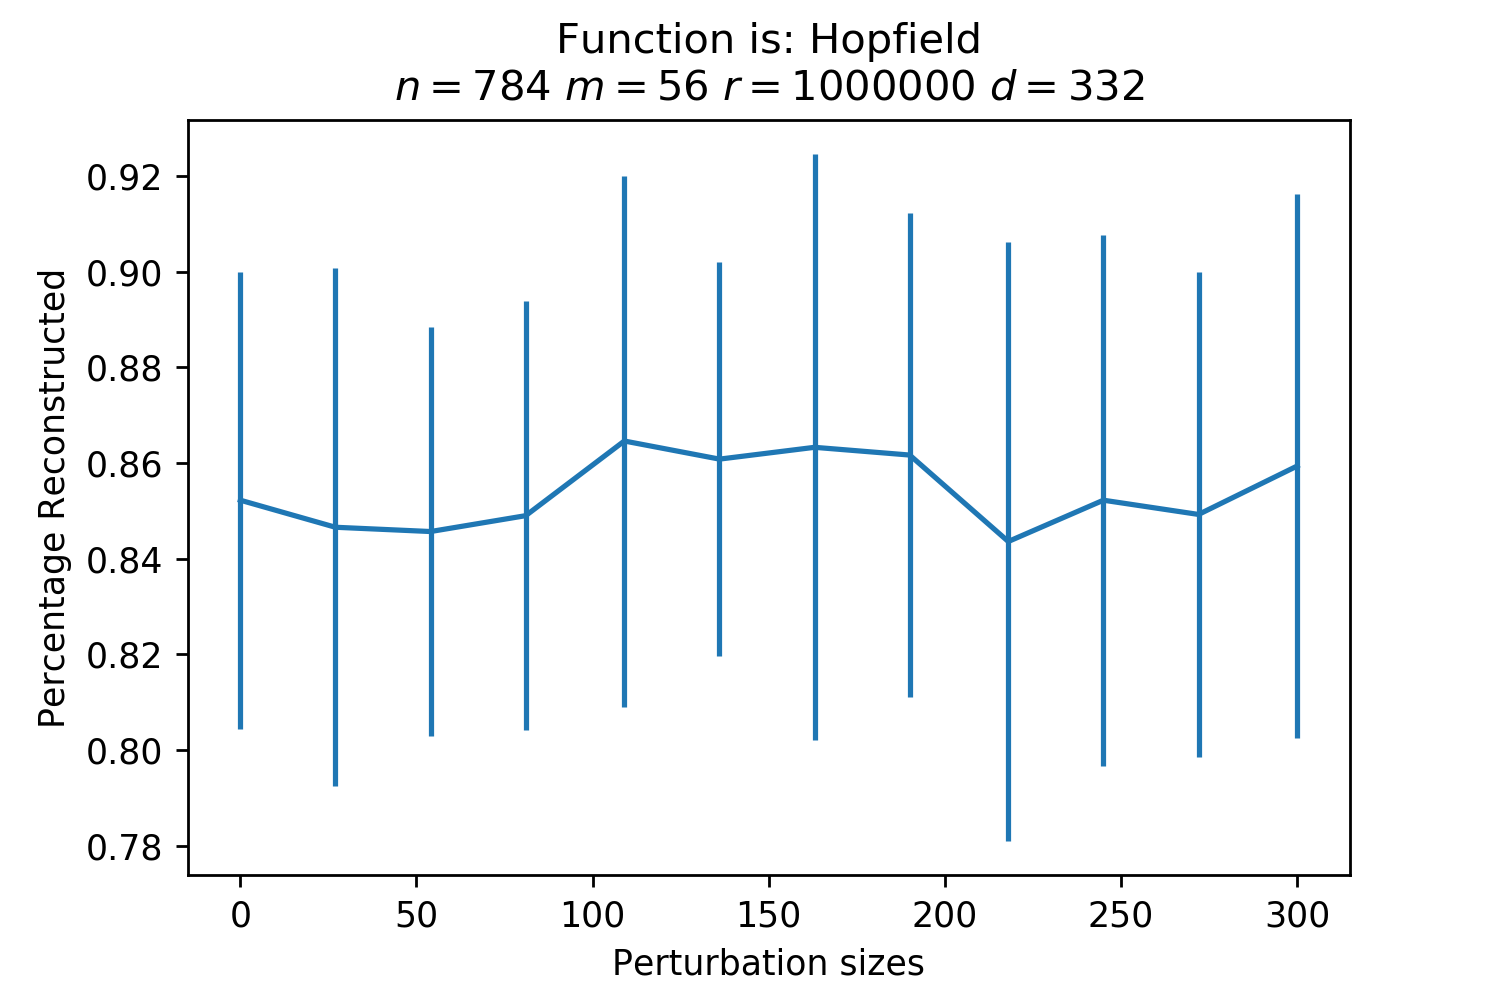 Function is: Hopfield
n = 784 m = 56 r = 1000000 d = 332
Percentage Reconstructed
0.92
0.90
0.88
0.86
0.84
0.82
0.80
0.78
0 50 100 150 200 250 300
Perturbation sizes